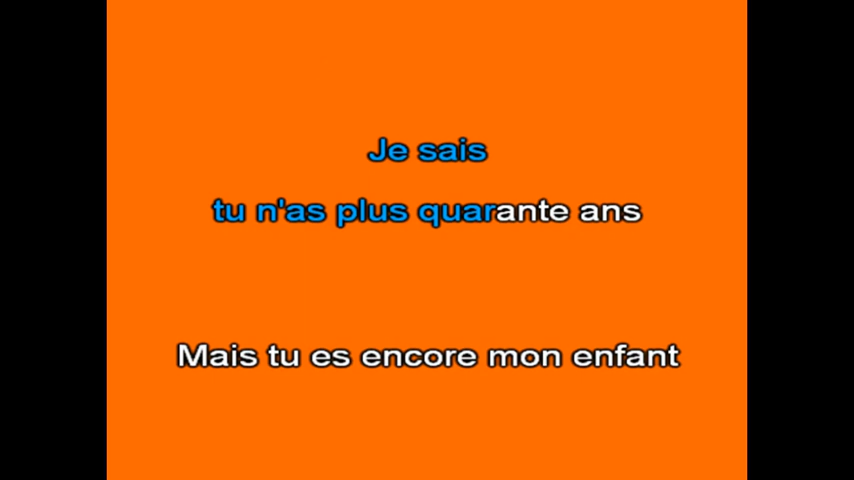 Je sais
tu n'as plus quarante ans
Mais tu es encore mon enfant